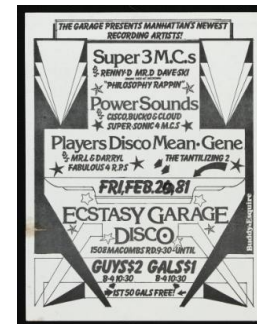 THE GARAGE PRESENTS MANHATTAN'S NEWEST
RECORDING ARTISTS!
Super 3 M.C.s
RENNY·D MR.D DAVE·SKI
"PHILOSOPHY RAPPIN'"
Power Sounds
CISCO, BUCKO & CLOUD
SUPER-SONIC 4 M.C.S
Players Disco Mean·Gene
MR.L & DARRYL
THE TANTILIZING 2
FABULOUS 4 R.P.S
FRI, FEB. 20, 81
ECSTASY GARAGE
DISCO
1508 MACOMBS RD. 9:30-UNTIL
GUYS $2 GALS $1
B-4 10:30 B-4 10:30
1ST 50 GALS FREE!
Buddy·Esquire